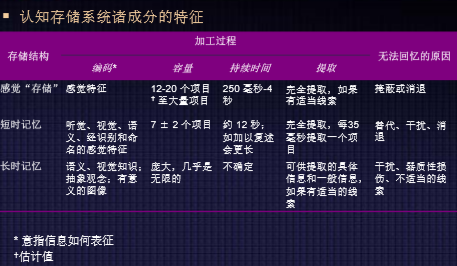 认知存储系统诸成分的特征
加工过程
存储结构 编码* 容量 持续时间 提取 无法回忆的原因
感觉“存储” 感觉特征 12-20 个项目 250 毫秒-4 完全提取，如果 掩蔽或消退
†至大量项目 秒 有适当线索
短时记忆 听觉、视觉、语 7 ± 2 个项目 约 12 秒； 完全提取，每35 替代、干扰、消
义、经识别和命 如加以复述 毫秒提取一个项 退
名的感觉特征 会更长 目
长时记忆 语义、视觉知识； 庞大，几乎是 不确定 可供提取的具体 干扰、器质性损
抽象观念；有意 无限的 信息和一般信息， 伤、不适当的线
义的图像 如果有适当的线 索
索
* 意指信息如何表征
†估计值